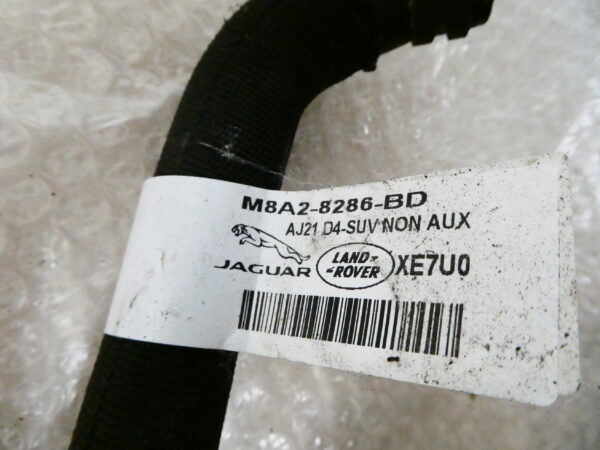 M8A2-8286-BD
AJ21 D4-SUV NON AUX
JAGUAR LAND- -ROVER XE7U0